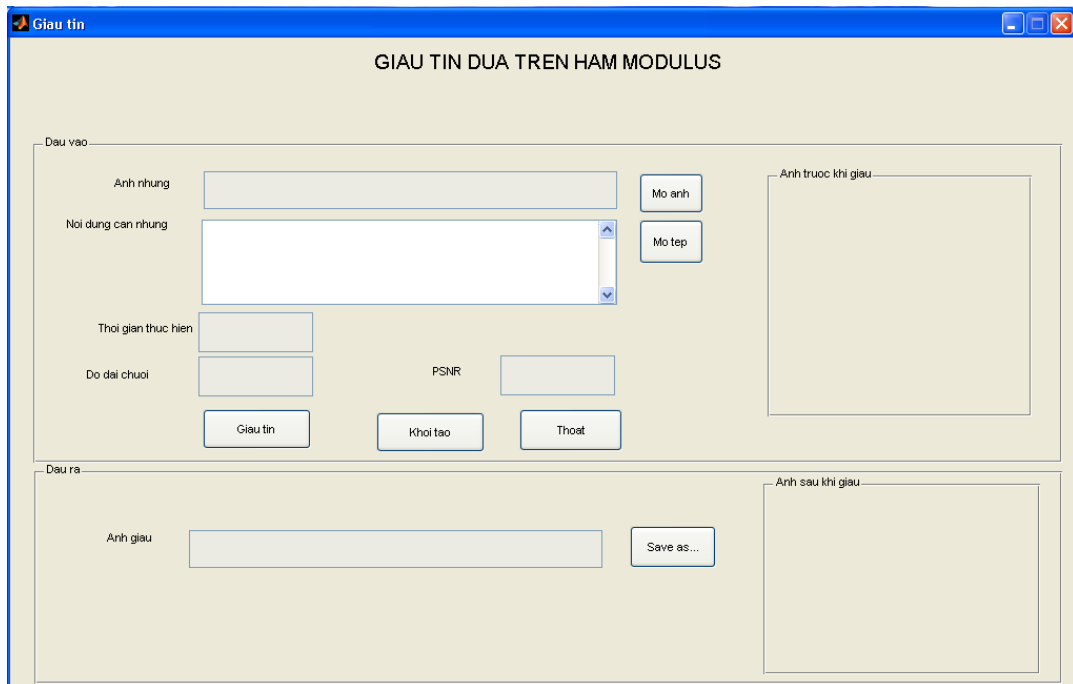 Giau tin
GIAU TIN DUA TREN HAM MODULUS
Dau vao
Anh nhung
Mo anh
Anh truoc khi giau
Noi dung can nhung
Mo tep
Thoi gian thuc hien
Do dai chuoi
PSNR
Giau tin
Khoi tao
Thoat
Dau ra
Anh sau khi giau
Anh giau
Save as...